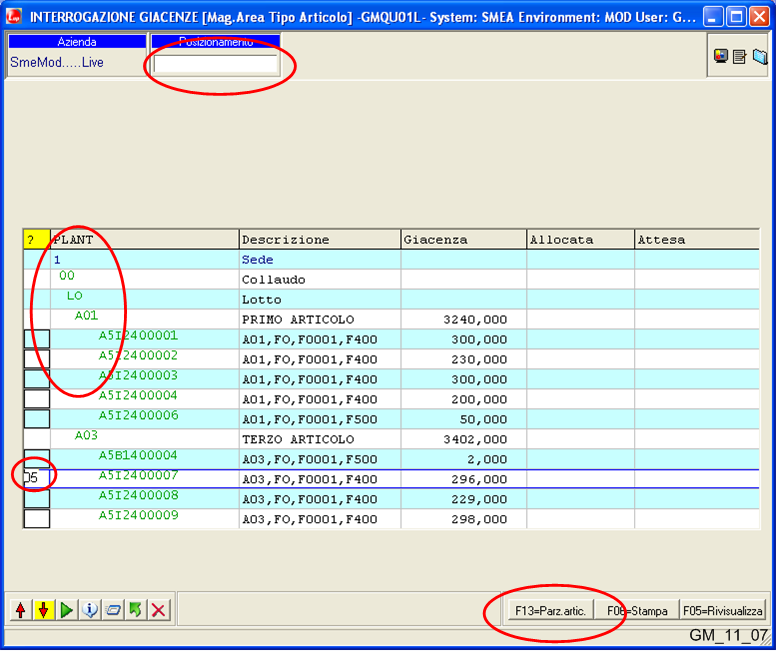 INTERROGAZIONE GIACENZE [Mag.Area Tipo Articolo] -GMQU01L- System: SMEA Environment: MOD User: G...
Azienda Posizionamento
SmeMod.....Live
? PLANT Descrizione Giacenza Allocata Attesa
1 Sede
00 Collaudo
LO Lotto
A01 PRIMO ARTICOLO 3240,000
A5I2400001 A01,FO,F0001,F400 300,000
A5I2400002 A01,FO,F0001,F400 230,000
A5I2400003 A01,FO,F0001,F400 300,000
A5I2400004 A01,FO,F0001,F400 200,000
A5I2400006 A01,FO,F0001,F500 50,000
A03 TERZO ARTICOLO 3402,000
A5B1400004 A03,FO,F0001,F500 2,000
05 A5I2400007 A03,FO,F0001,F400 296,000
A5I2400008 A03,FO,F0001,F400 229,000
A5I2400009 A03,FO,F0001,F400 298,000
F13=Parz.artic. F06=Stampa F05=Rivisualizza
GM_11_07